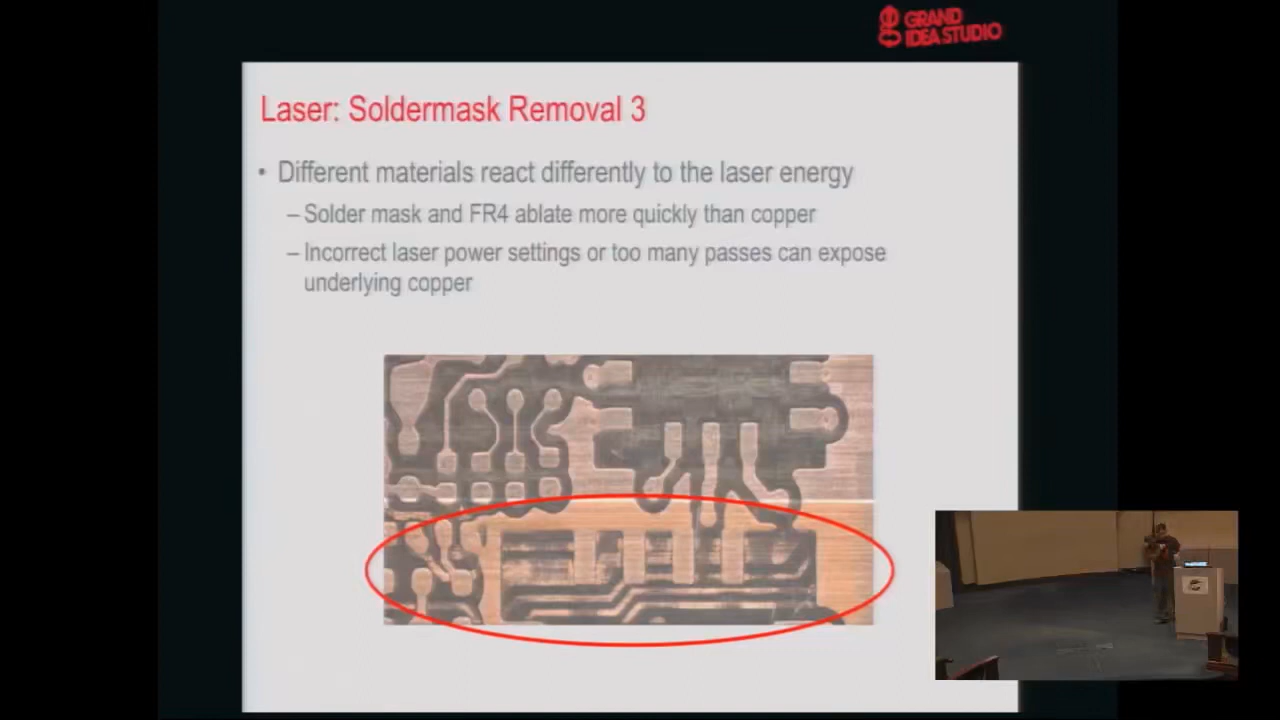 GRAND
IDEA STUDIO
Laser: Soldermask Removal 3
• Different materials react differently to the laser energy
– Solder mask and FR4 ablate more quickly than copper
– Incorrect laser power settings or too many passes can expose
underlying copper